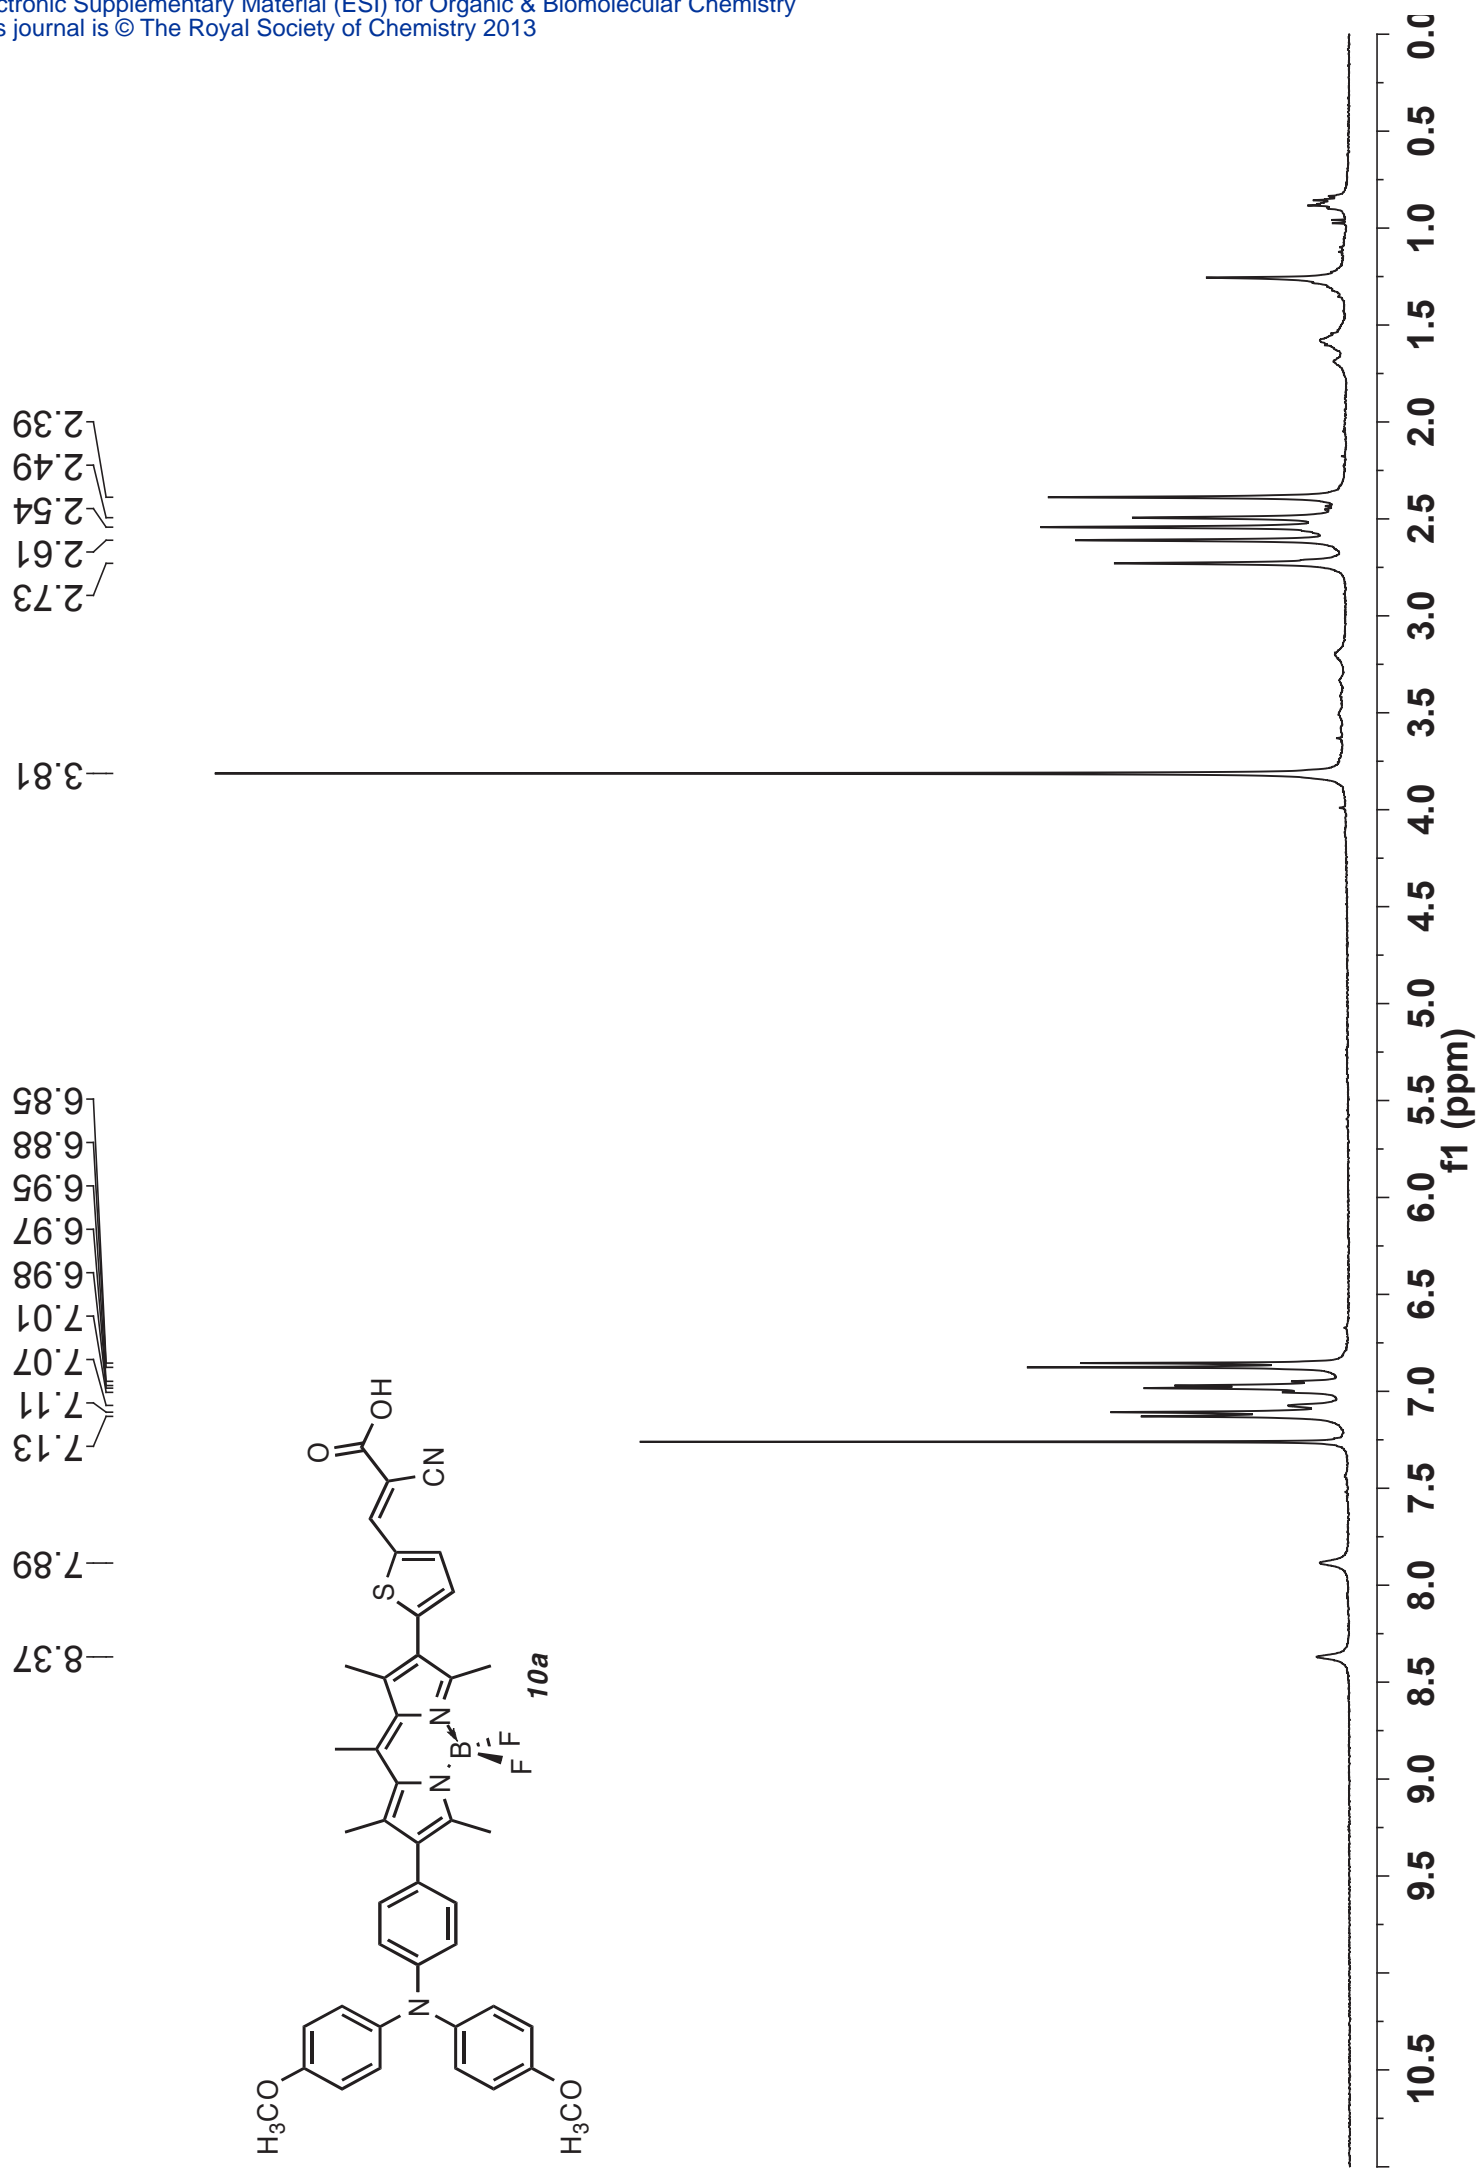 ctronic Supplementary Material (ESI) for Organic & Biomolecular Chemistry
s journal is © The Royal Society of Chemistry 2013
2.39
2.49
2.54
2.61
2.73
3.81
6.85
6.88
6.95
6.97
6.98
7.01
7.07
7.11
7.13
7.89
8.37
O
OH
CN
S
N
B
F
F
N
10a
N
H₃CO
H₃CO
0.0
0.5
1.0
1.5
2.0
2.5
3.0
3.5
4.0
4.5
5.0
5.5
6.0
6.5
7.0
7.5
8.0
8.5
9.0
9.5
10.5
f1 (ppm)